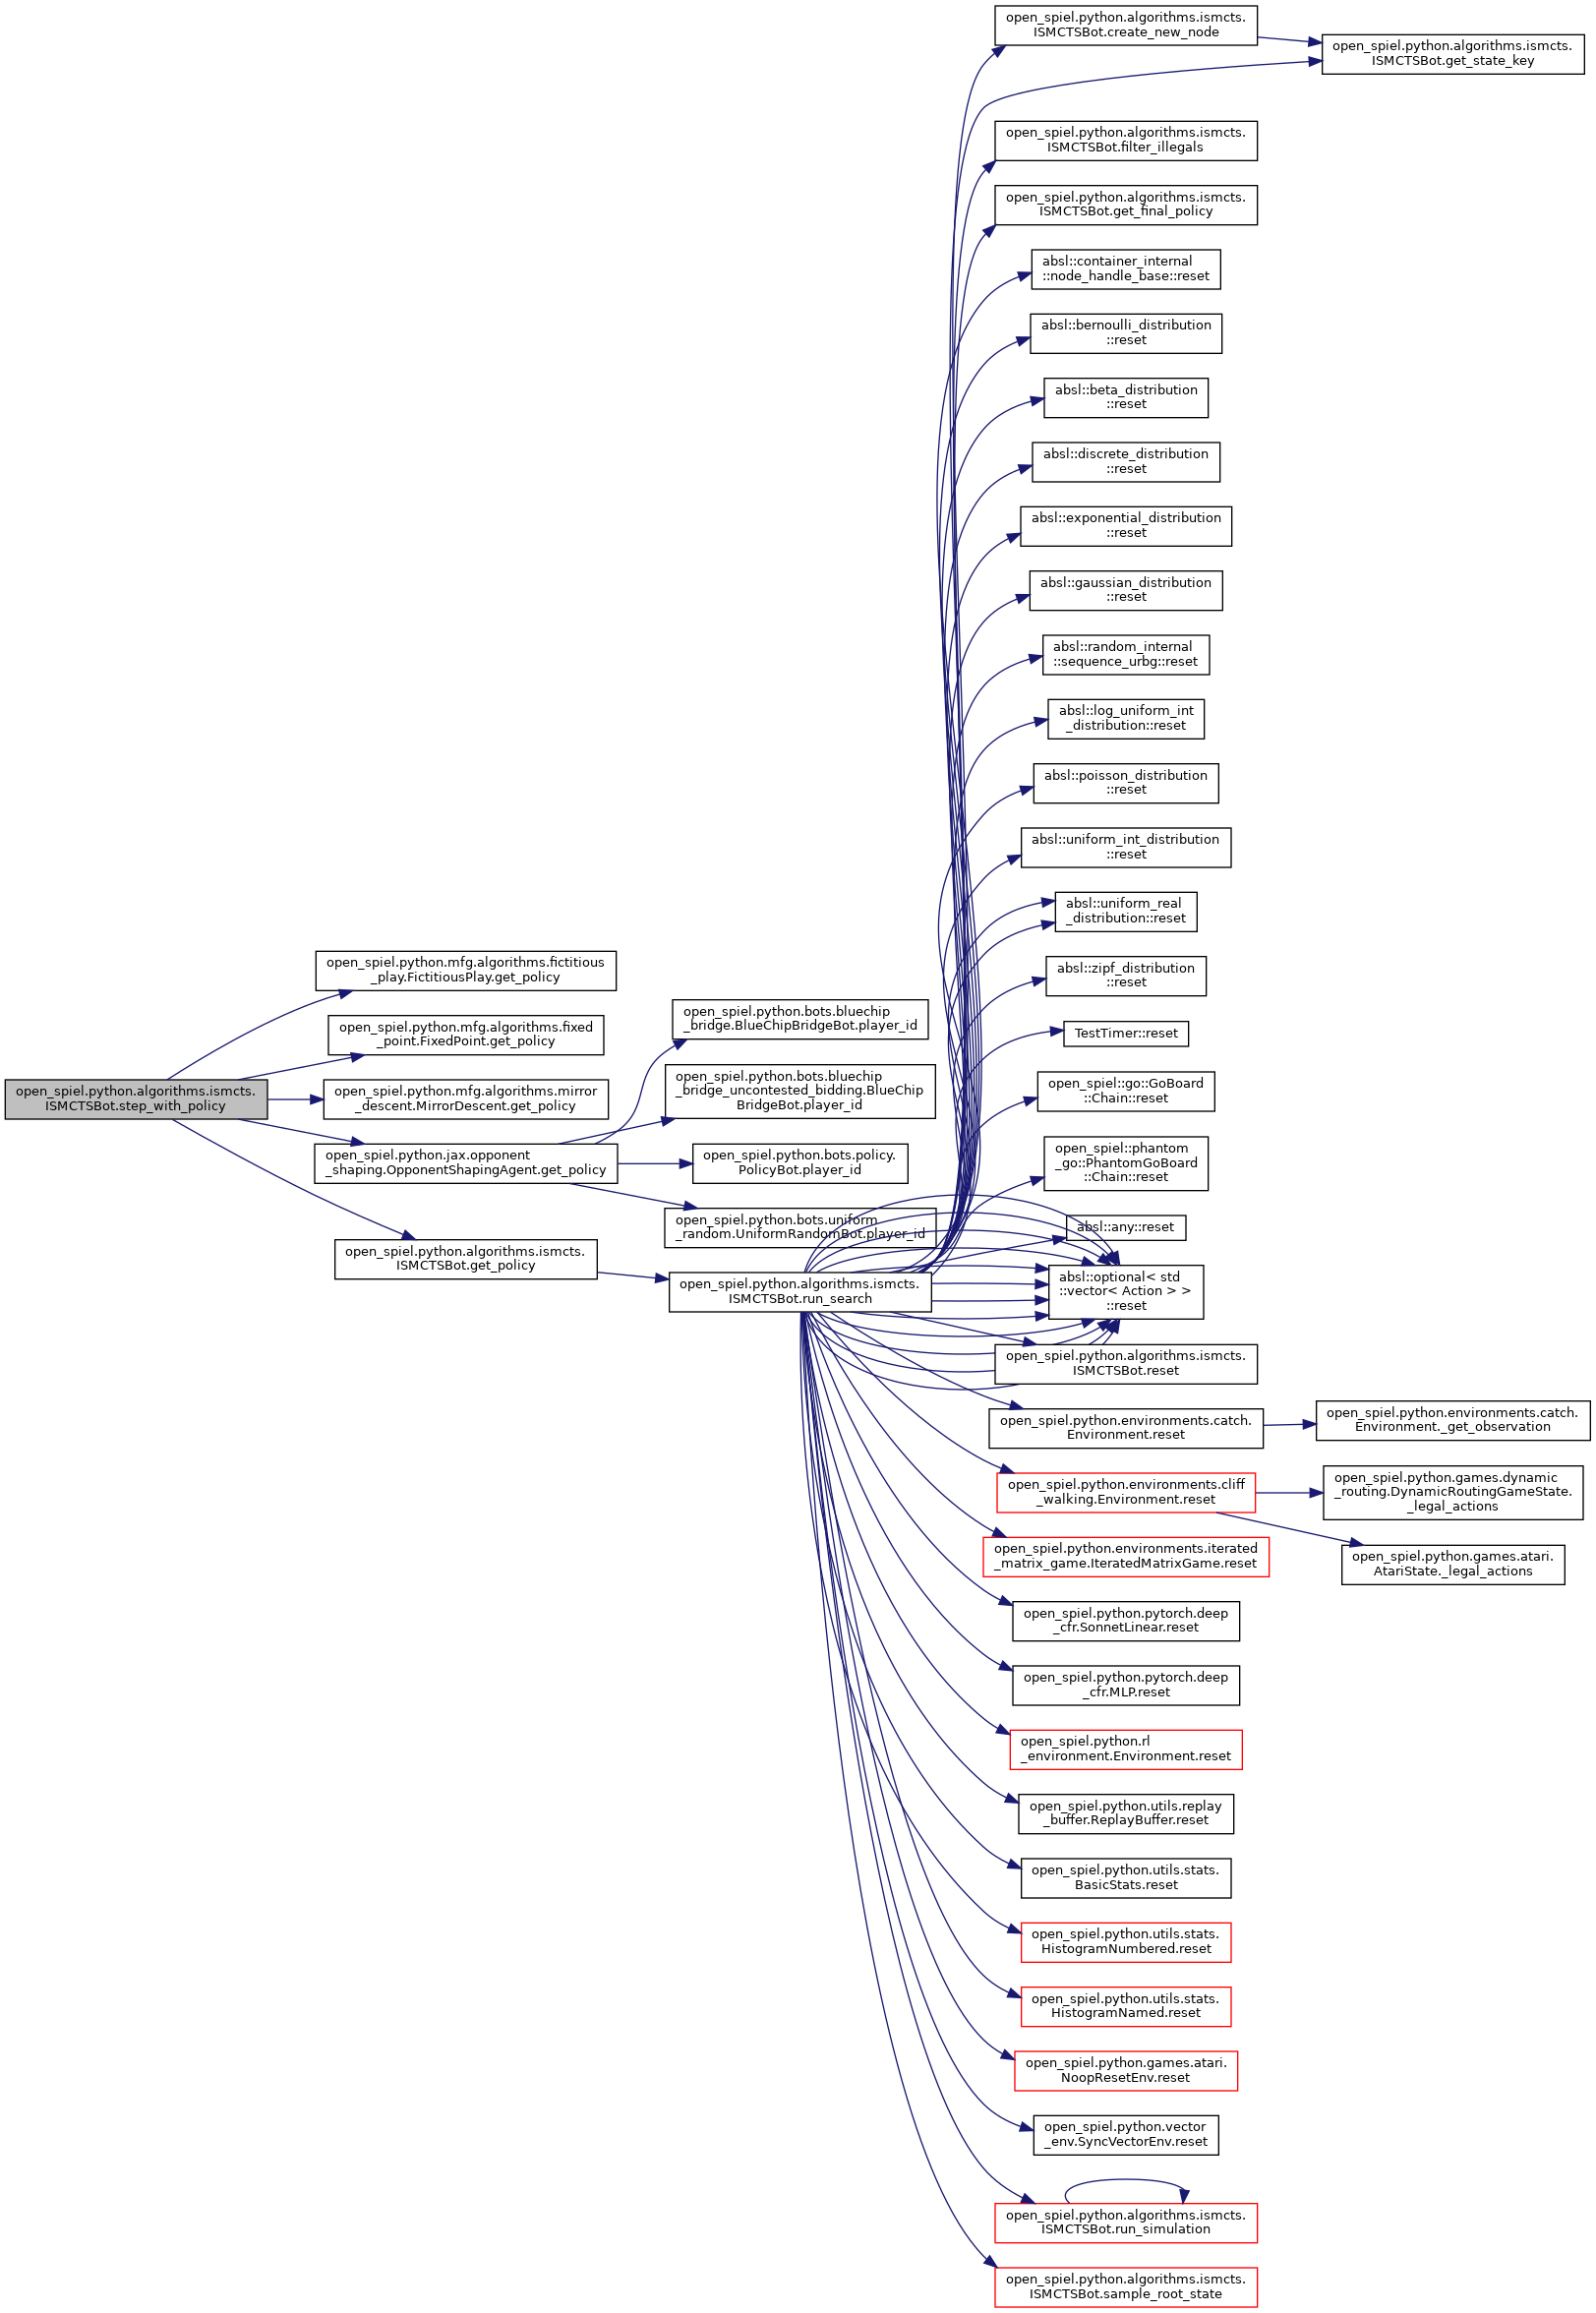 open_spiel.python.algorithms.ismcts.
ISMCTSBot.step_with_policy
open_spiel.python.mfg.algorithms.fictitious
_play.FictitiousPlay.get_policy
open_spiel.python.mfg.algorithms.fixed
_point.FixedPoint.get_policy
open_spiel.python.mfg.algorithms.mirror
_descent.MirrorDescent.get_policy
open_spiel.python.jax.opponent
_shaping.OpponentShapingAgent.get_policy
open_spiel.python.algorithms.ismcts.
ISMCTSBot.get_policy
open_spiel.python.bots.bluechip
_bridge.BlueChipBridgeBot.player_id
open_spiel.python.bots.bluechip
_bridge_uncontested_bidding.BlueChip
BridgeBot.player_id
open_spiel.python.bots.policy.
PolicyBot.player_id
open_spiel.python.bots.uniform
_random.UniformRandomBot.player_id
open_spiel.python.algorithms.ismcts.
ISMCTSBot.run_search
open_spiel.python.algorithms.ismcts.
ISMCTSBot.create_new_node
open_spiel.python.algorithms.ismcts.
ISMCTSBot.get_state_key
open_spiel.python.algorithms.ismcts.
ISMCTSBot.filter_illegals
open_spiel.python.algorithms.ismcts.
ISMCTSBot.get_final_policy
absl::container_internal
::node_handle_base::reset
absl::bernoulli_distribution
::reset
absl::beta_distribution
::reset
absl::discrete_distribution
::reset
absl::exponential_distribution
::reset
absl::gaussian_distribution
::reset
absl::random_internal
::sequence_urbg::reset
absl::log_uniform_int
_distribution::reset
absl::poisson_distribution
::reset
absl::uniform_int_distribution
::reset
absl::uniform_real
_distribution::reset
absl::zipf_distribution
::reset
TestTimer::reset
open_spiel::go::GoBoard
::Chain::reset
open_spiel::phantom
_go::PhantomGoBoard
::Chain::reset
absl::any::reset
absl::optional< std
::vector< Action > >
::reset
open_spiel.python.algorithms.ismcts.
ISMCTSBot.reset
open_spiel.python.environments.catch.
Environment.reset
open_spiel.python.environments.catch.
Environment._get_observation
open_spiel.python.environments.cliff
_walking.Environment.reset
open_spiel.python.games.dynamic
_routing.DynamicRoutingGameState.
_legal_actions
open_spiel.python.games.atari.
AtariState._legal_actions
open_spiel.python.environments.iterated
_matrix_game.IteratedMatrixGame.reset
open_spiel.python.pytorch.deep
_cfr.SonnetLinear.reset
open_spiel.python.pytorch.deep
_cfr.MLP.reset
open_spiel.python.rl
_environment.Environment.reset
open_spiel.python.utils.replay
_buffer.ReplayBuffer.reset
open_spiel.python.utils.stats.
BasicStats.reset
open_spiel.python.utils.stats.
HistogramNumbered.reset
open_spiel.python.utils.stats.
HistogramNamed.reset
open_spiel.python.games.atari.
NoopResetEnv.reset
open_spiel.python.vector
_env.SyncVectorEnv.reset
open_spiel.python.algorithms.ismcts.
ISMCTSBot.run_simulation
open_spiel.python.algorithms.ismcts.
ISMCTSBot.sample_root_state